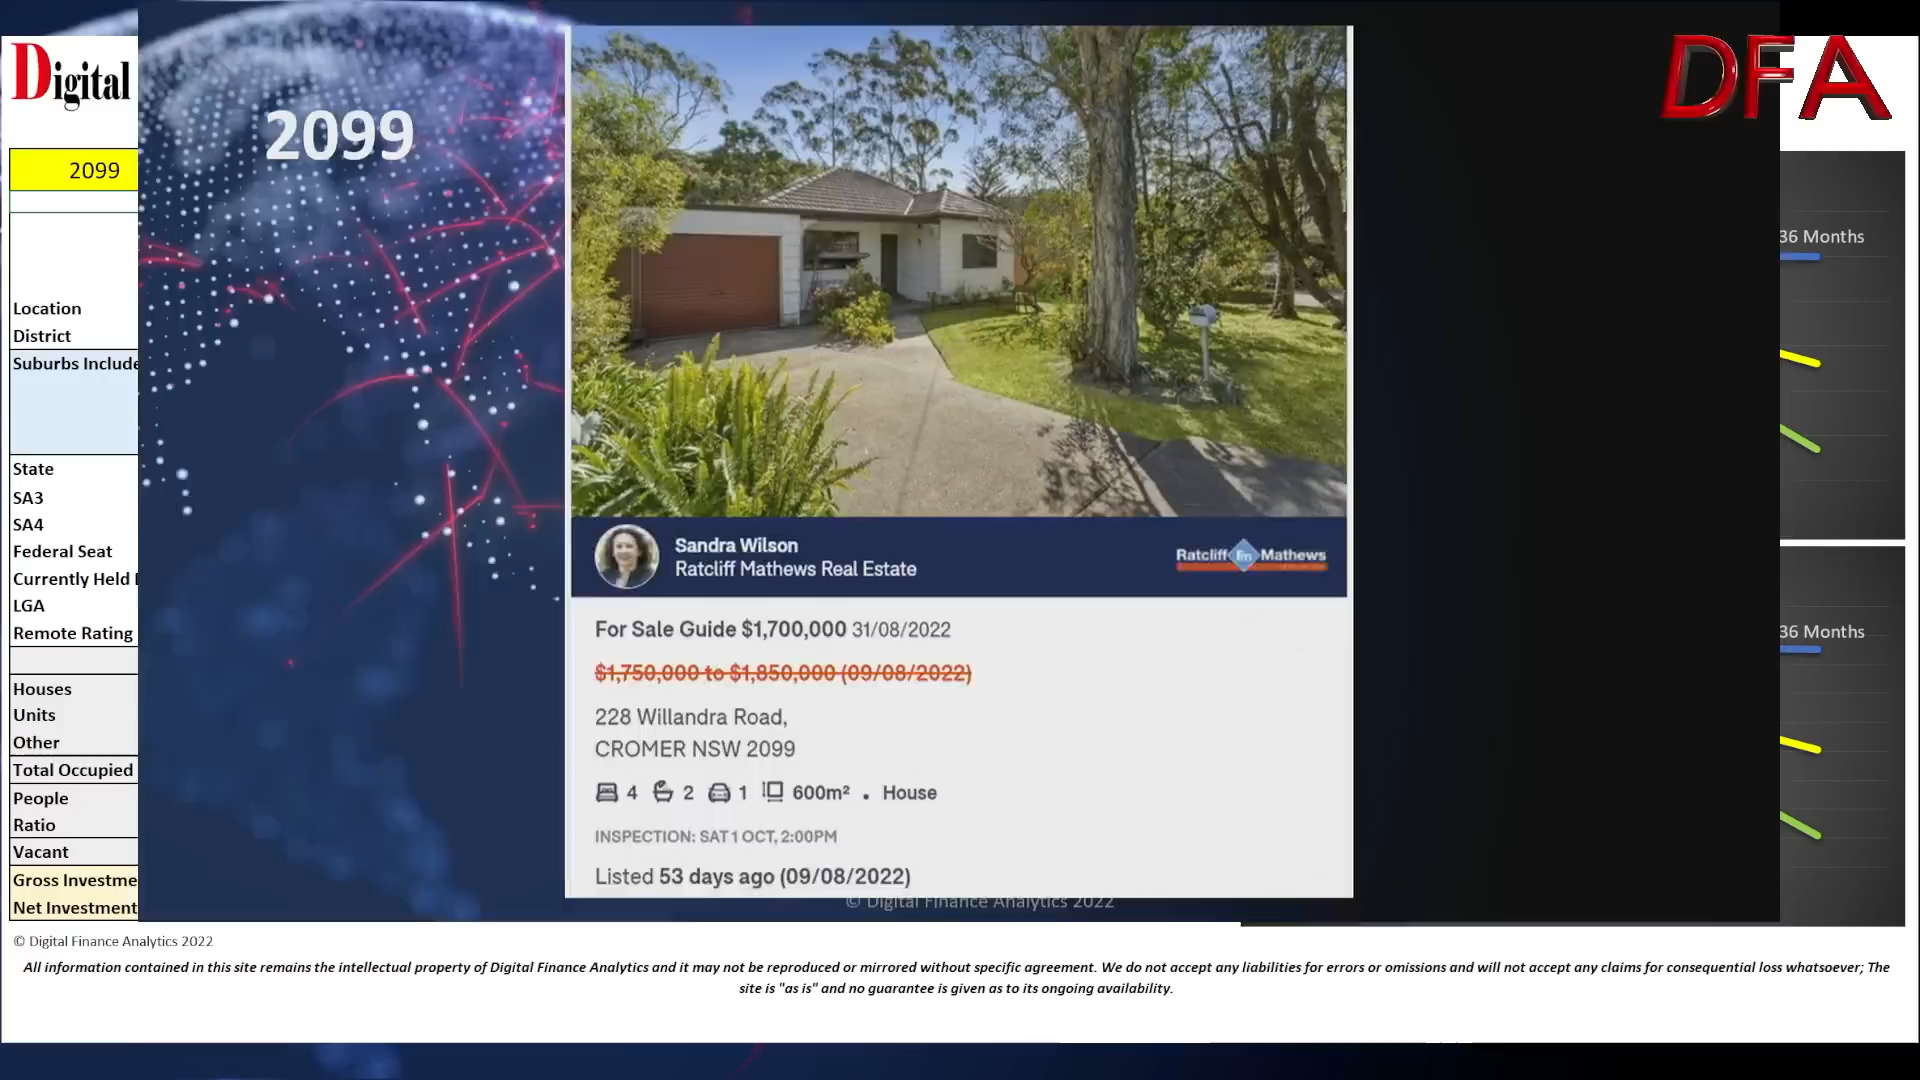 Digital
2099
Location
District
Suburbs Include
State
SA3
SA4
Federal Seat
Currently Held
LGA
Remote Rating
Houses
Units
Other
Total Occupied
People
Ratio
Vacant
Gross Investme
Net Investment
2099
Sandra Wilson
Ratcliff Mathews Real Estate
Ratcliff Rm Mathews
For Sale Guide $1,700,000 31/08/2022
$1,750,000 to $1,850,000 (09/08/2022)
228 Willandra Road,
CROMER NSW 2099
4 2 1 600m² . House
INSPECTION: SAT 1 OCT, 2:00PM
Listed 53 days ago (09/08/2022)
© Digital Finance Analytics 2022
DFA
36 Months
36 Months
© Digital Finance Analytics 2022
All information contained in this site remains the intellectual property of Digital Finance Analytics and it may not be reproduced or mirrored without specific agreement. We do not accept any liabilities for errors or omissions and will not accept any claims for consequential loss whatsoever; The
site is "as is" and no guarantee is given as to its ongoing availability.